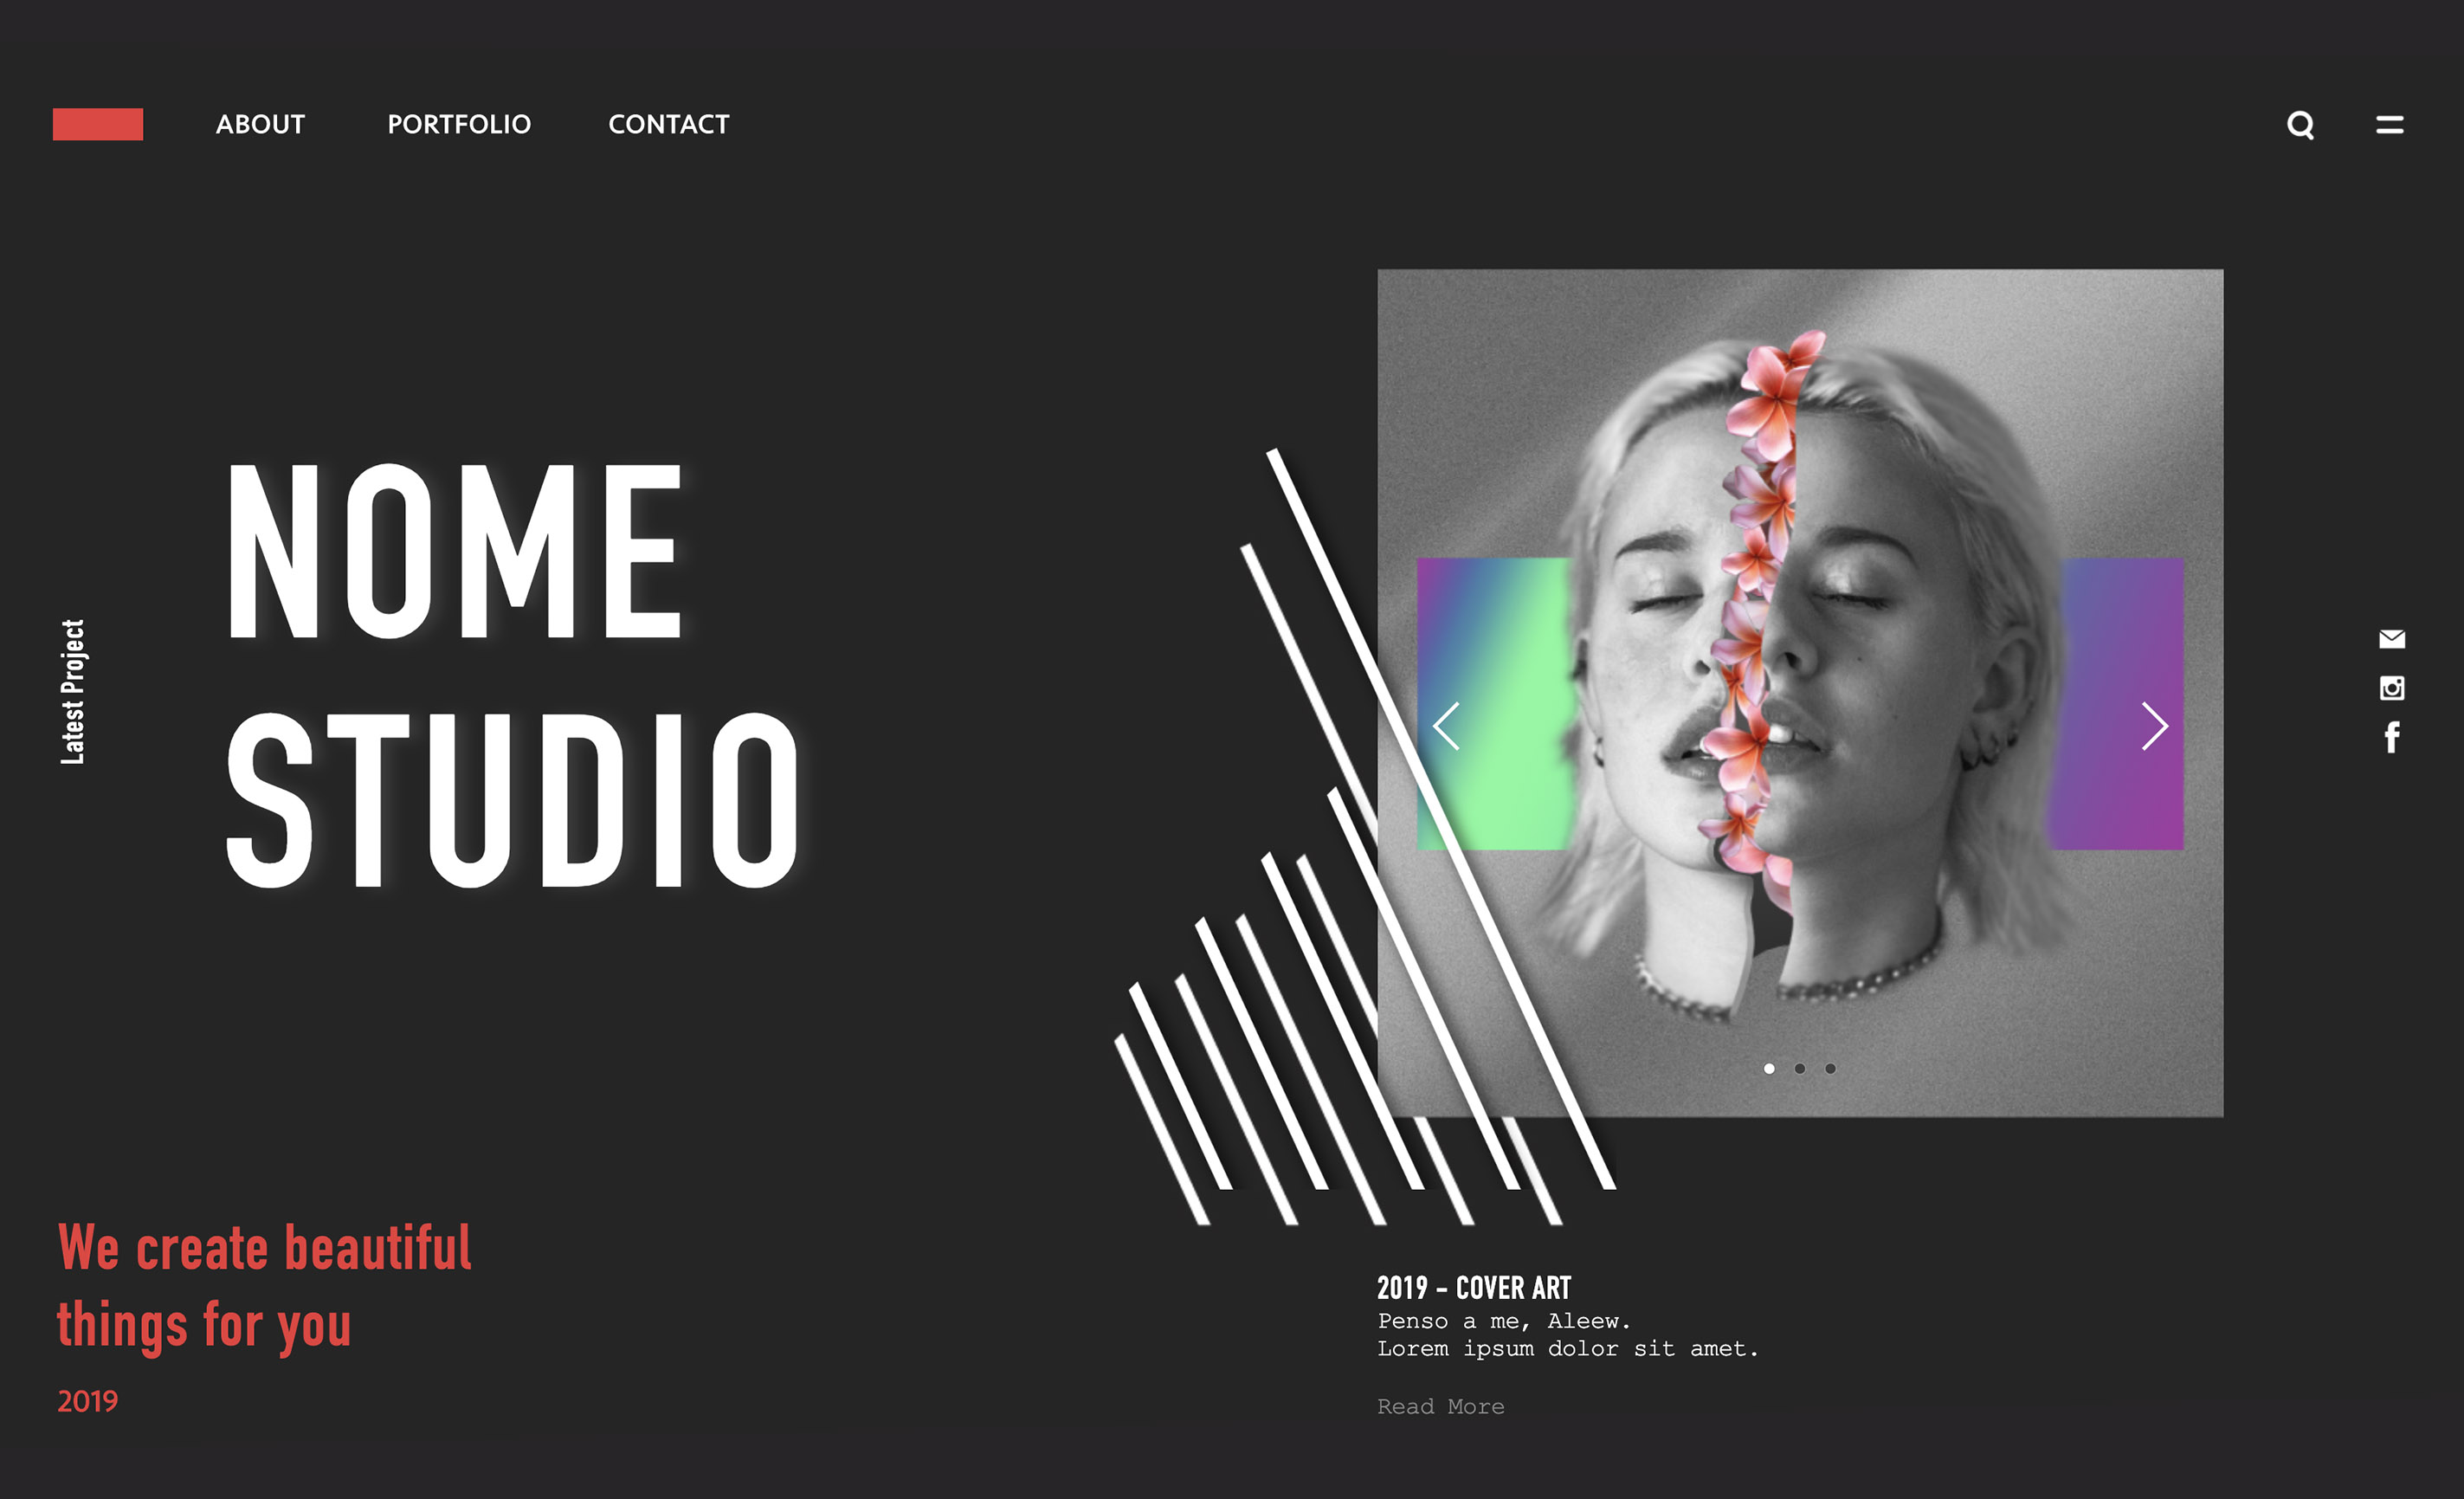 ABOUT PORTFOLIO CONTACT
NOME
STUDIO
Latest Project
We create beautiful
things for you
2019
2019 - COVER ART
Penso a me, Aleew.
Lorem ipsum dolor sit amet.
Read More